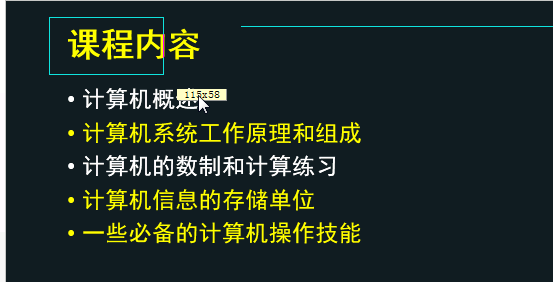 课程内容
• 计算机概述
115x58
• 计算机系统工作原理和组成
• 计算机的数制和计算练习
• 计算机信息的存储单位
• 一些必备的计算机操作技能